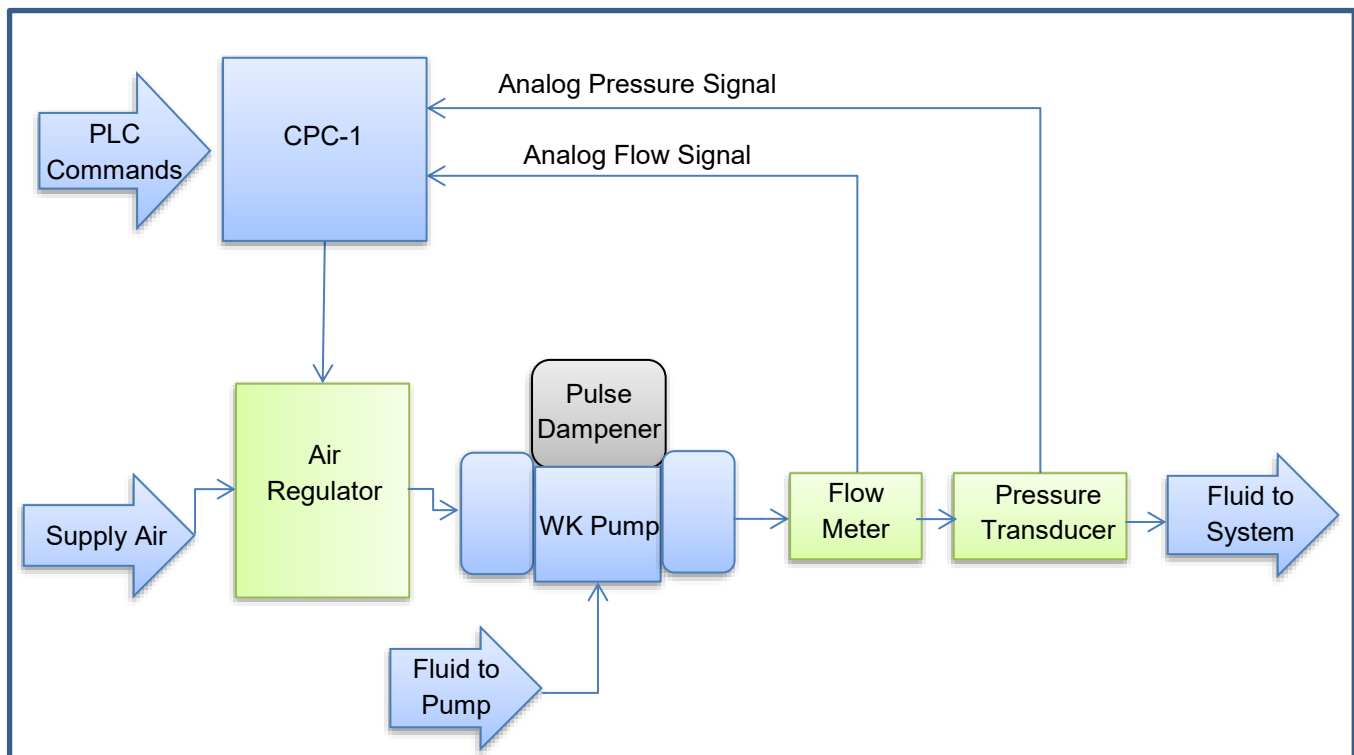 Analog Pressure Signal
PLC
Commands
CPC-1
Analog Flow Signal
Pulse
Dampener
Air
Regulator
Supply Air
WK Pump
Flow
Meter
Pressure
Transducer
Fluid to
System
Fluid to
Pump